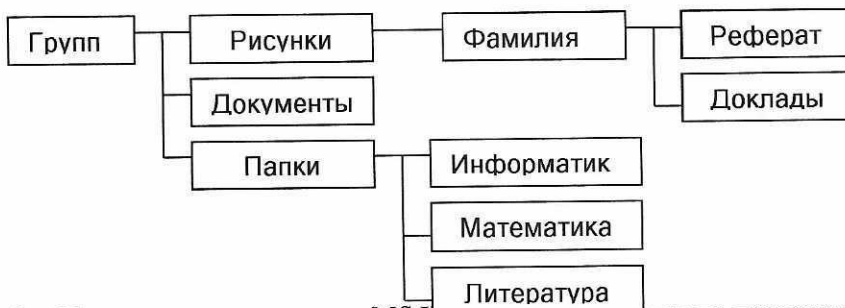 Групп
Рисунки
Фамилия
Реферат
Документы
Доклады
Папки
Информатик
Математика
Литература